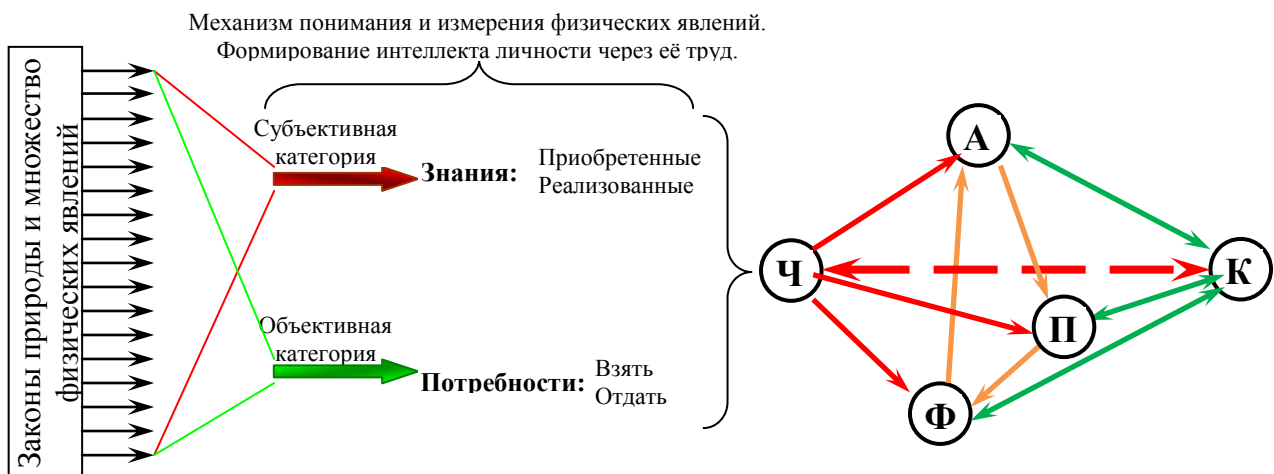 Механизм понимания и измерения физических явлений.
Формирование интеллекта личности через её труд.
Законы природы и множество
физических явлений
Субъективная
категория
Знания:
Приобретенные
Реализованные
Объективная
категория
Потребности:
Взять
Отдать
А
Ч
К
П
Ф